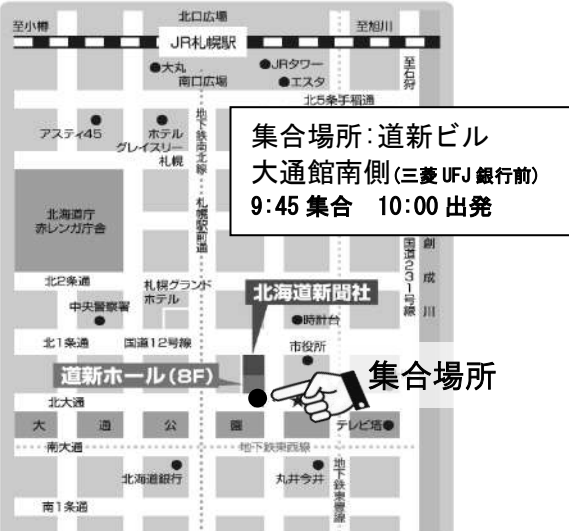 北口広場
至小樽
至旭川
JR札幌駅
至石狩
●大丸
●JRタワー
南口広場
●エスタ
北5条手稲通
アスティ45
ホテル
グレイスリー
札幌
地下鉄南北線
集合場所：道新ビル
大通館南側(三菱UFJ銀行前)
9:45 集合　10:00 出発
北海道庁
赤レンガ庁舎
札幌駅前通
国道231号線
創成川
北2条通
札幌グランド
ホテル
北海道新聞社
中央警察署
●時計台
北1条通
国道12号線
市役所
道新ホール(8F)
集合場所
北大通
大通公園
テレビ塔●
南大通
地下鉄東西線
北海道銀行
丸井今井
地下鉄東豊線
南1条通